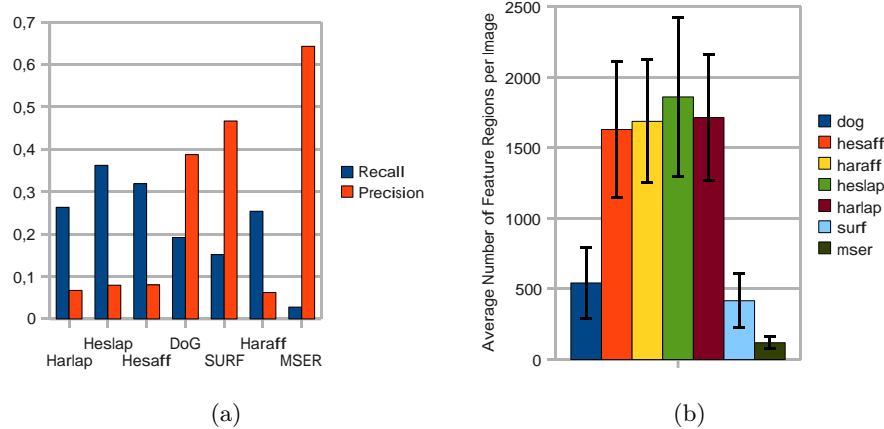 0,7
0,6
0,5
0,4
0,3
0,2
0,1
0
Harlap
Heslap
Hesaff
DoG
SURF
Haraff
MSER
Recall
Precision
(a)
Average Number of Feature Regions per Image
2500
2000
1500
1000
500
0
dog
hesaff
haraff
heslap
harlap
surf
mser
(b)